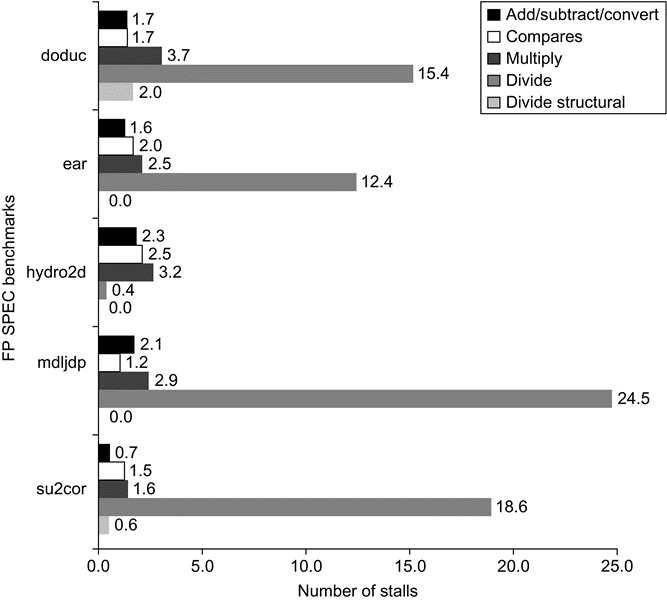 Add/subtract/convert
Compares
Multiply
Divide
Divide structural
FP SPEC benchmarks
doduc
1.7
1.7
3.7
15.4
2.0
ear
1.6
2.0
2.5
12.4
0.0
hydro2d
2.3
2.5
3.2
0.4
0.0
mdljdp
2.1
1.2
2.9
24.5
0.0
su2cor
0.7
1.5
1.6
18.6
0.6
0.0 5.0 10.0 15.0 20.0 25.0
Number of stalls